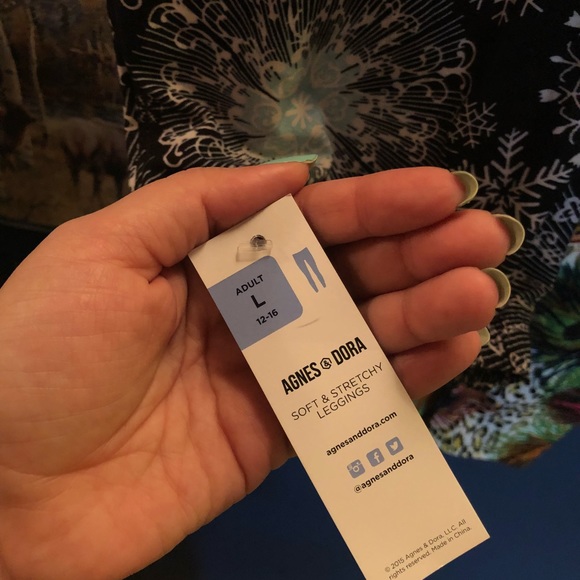 ADULT
L
12-16
AGNES & DORA
SOFT & STRETCHY
LEGGINGS
agnesanddora.com
@agnesanddora
© 2015 Agnes & Dora, LLC. All
rights reserved. Made in China.